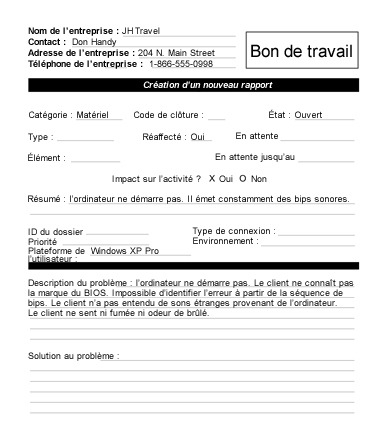 Nom de l'entreprise : JH Travel
Contact : Don Handy
Adresse de l'entreprise : 204 N. Main Street
Téléphone de l'entreprise : 1-866-555-0998
Bon de travail
Création d'un nouveau rapport
Catégorie : Matériel Code de clôture : État : Ouvert
Type : Réaffecté : Oui En attente
Élément : En attente jusqu'au
Impact sur l'activité ? X Oui O Non
Résumé : l'ordinateur ne démarre pas. Il émet constamment des bips sonores.
ID du dossier Type de connexion :
Priorité Environnement :
Plateforme de Windows XP Pro
l'utilisateur :
Description du problème : l'ordinateur ne démarre pas. Le client ne connaît pas
la marque du BIOS. Impossible d'identifier l'erreur à partir de la séquence de
bips. Le client n'a pas entendu de sons étranges provenant de l'ordinateur.
Le client ne sent ni fumée ni odeur de brûlé.
Solution au problème :